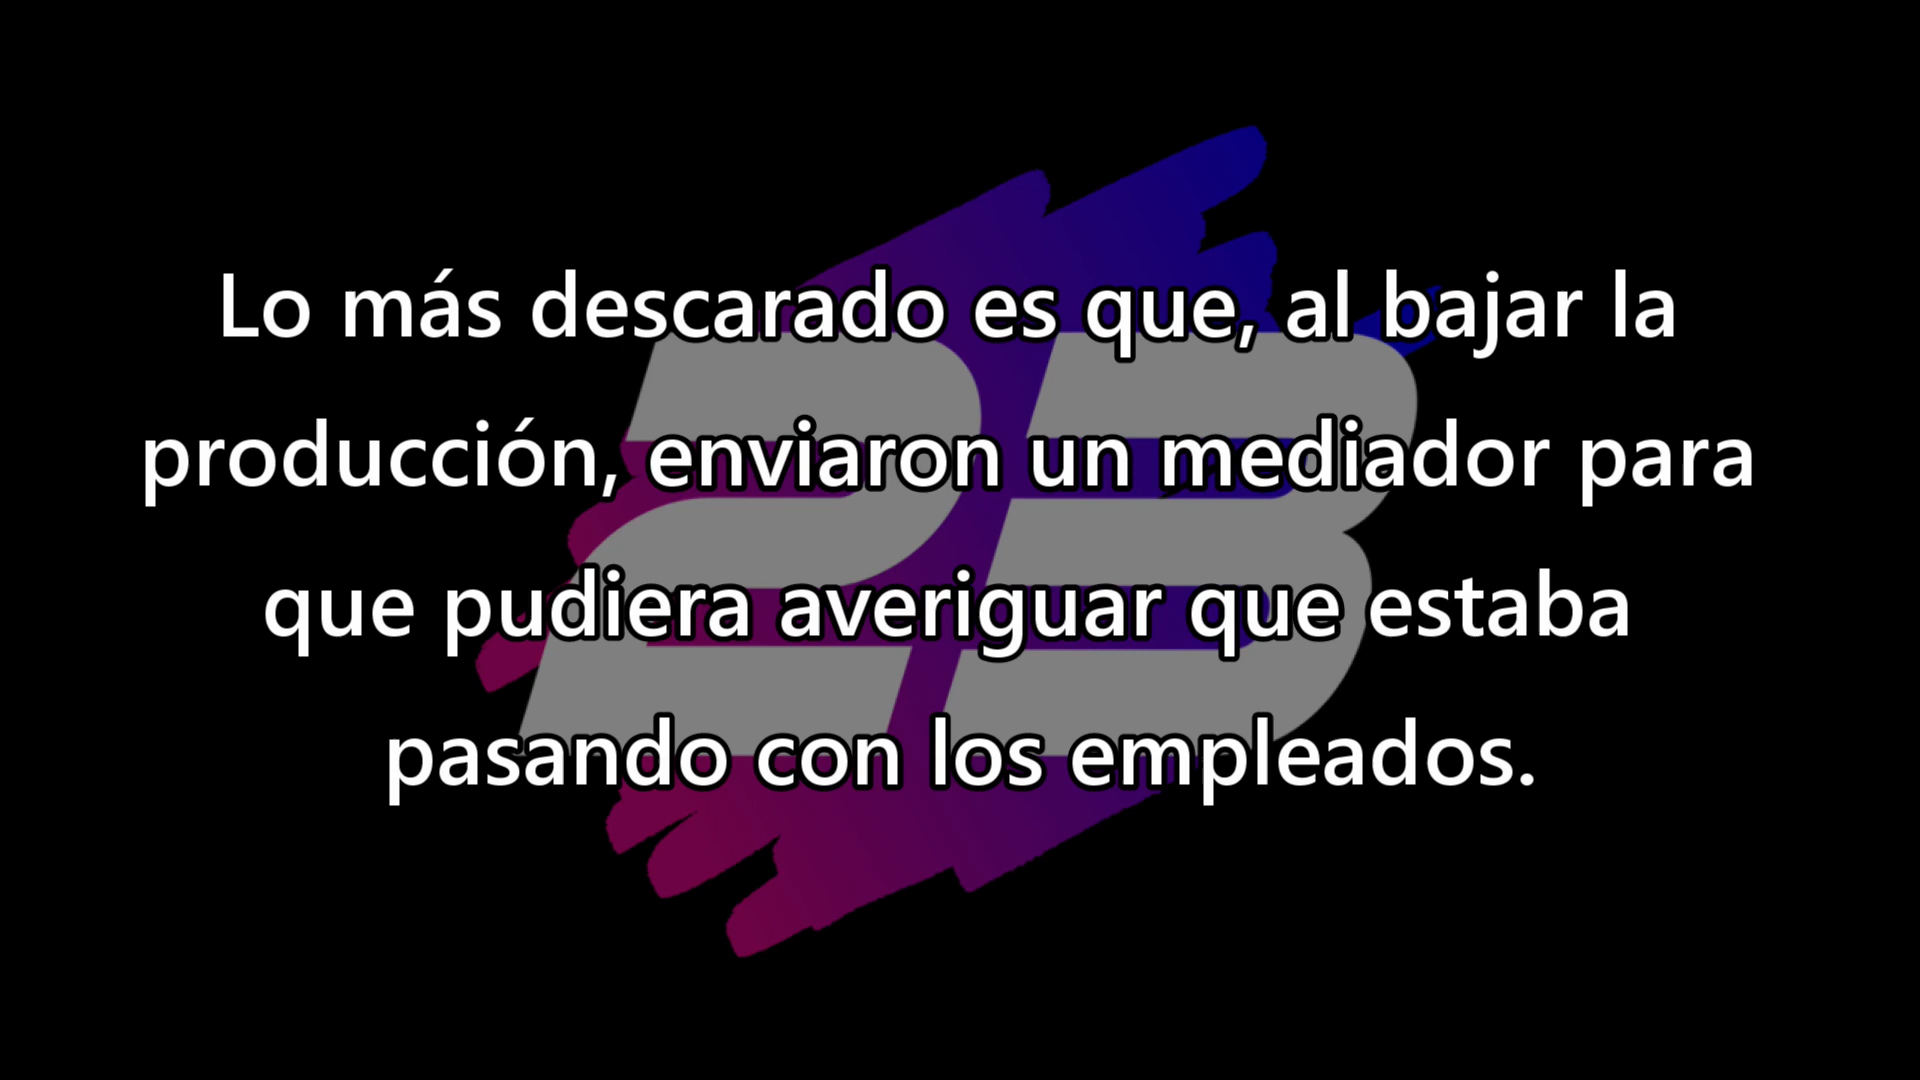 Lo más descarado es que, al bajar la
producción, enviaron un mediador para
que pudiera averiguar que estaba
pasando con los empleados.
2B